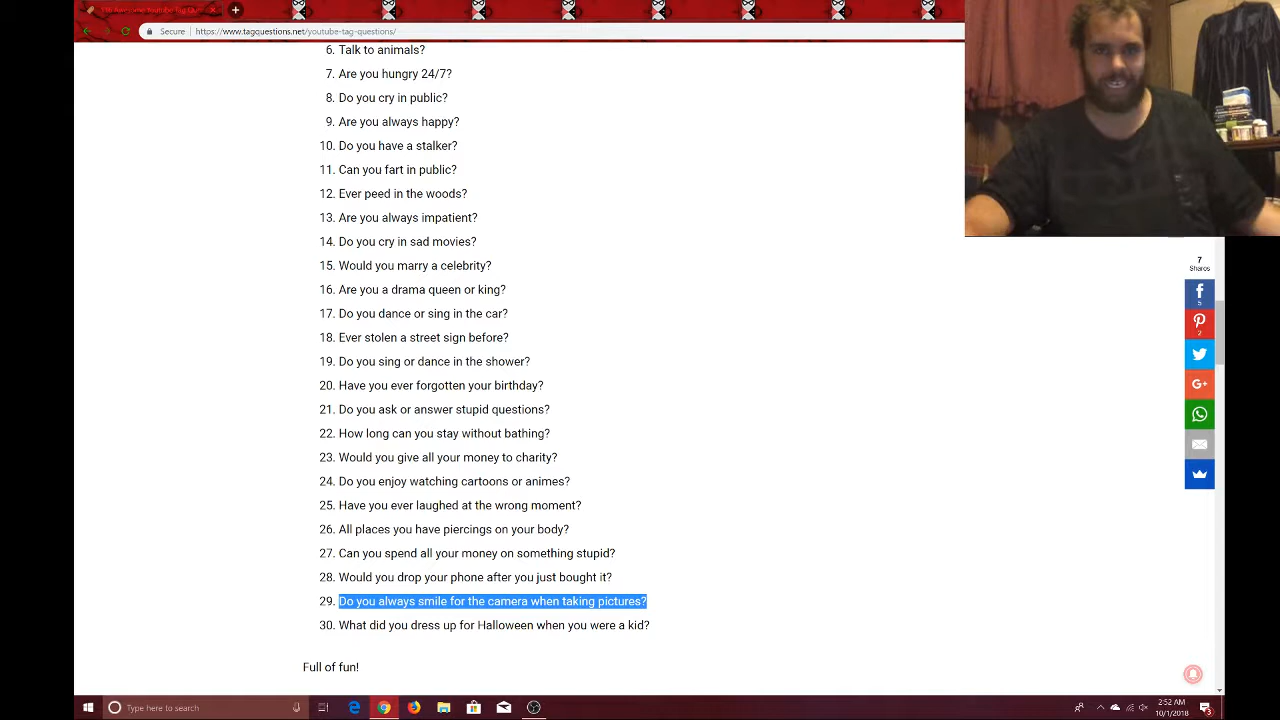 51% Awesome Youtube Tag Que
Secure
https://www.tagquestions.net/youtube-tag-questions/
6. Talk to animals?
7. Are you hungry 24/7?
8. Do you cry in public?
9. Are you always happy?
10. Do you have a stalker?
11. Can you fart in public?
12. Ever peed in the woods?
13. Are you always impatient?
14. Do you cry in sad movies?
15. Would you marry a celebrity?
16. Are you a drama queen or king?
17. Do you dance or sing in the car?
18. Ever stolen a street sign before?
19. Do you sing or dance in the shower?
20. Have you ever forgotten your birthday?
21. Do you ask or answer stupid questions?
22. How long can you stay without bathing?
23. Would you give all your money to charity?
24. Do you enjoy watching cartoons or animes?
25. Have you ever laughed at the wrong moment?
26. All places you have piercings on your body?
27. Can you spend all your money on something stupid?
28. Would you drop your phone after you just bought it?
29. Do you always smile for the camera when taking pictures?
30. What did you dress up for Halloween when you were a kid?
Full of fun!
7
Shares
5
2
G+
Type here to search
2:52 AM
10/1/2018
3